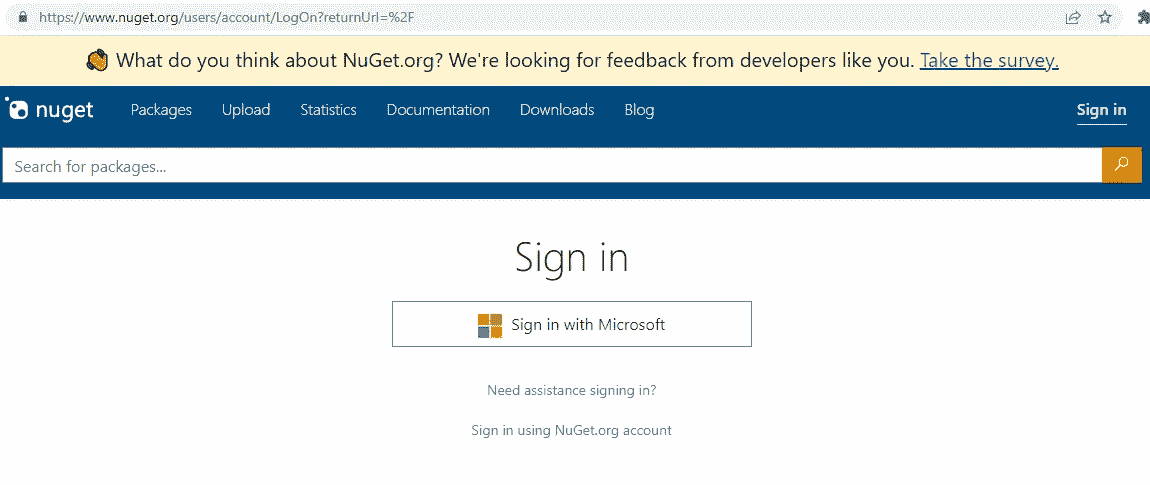 https://www.nuget.org/users/account/LogOn?returnUrl=%2F
What do you think about NuGet.org? We're looking for feedback from developers like you. Take the survey.
nuget Packages Upload Statistics Documentation Downloads Blog Sign in
Search for packages...
Sign in
Sign in with Microsoft
Need assistance signing in?
Sign in using NuGet.org account